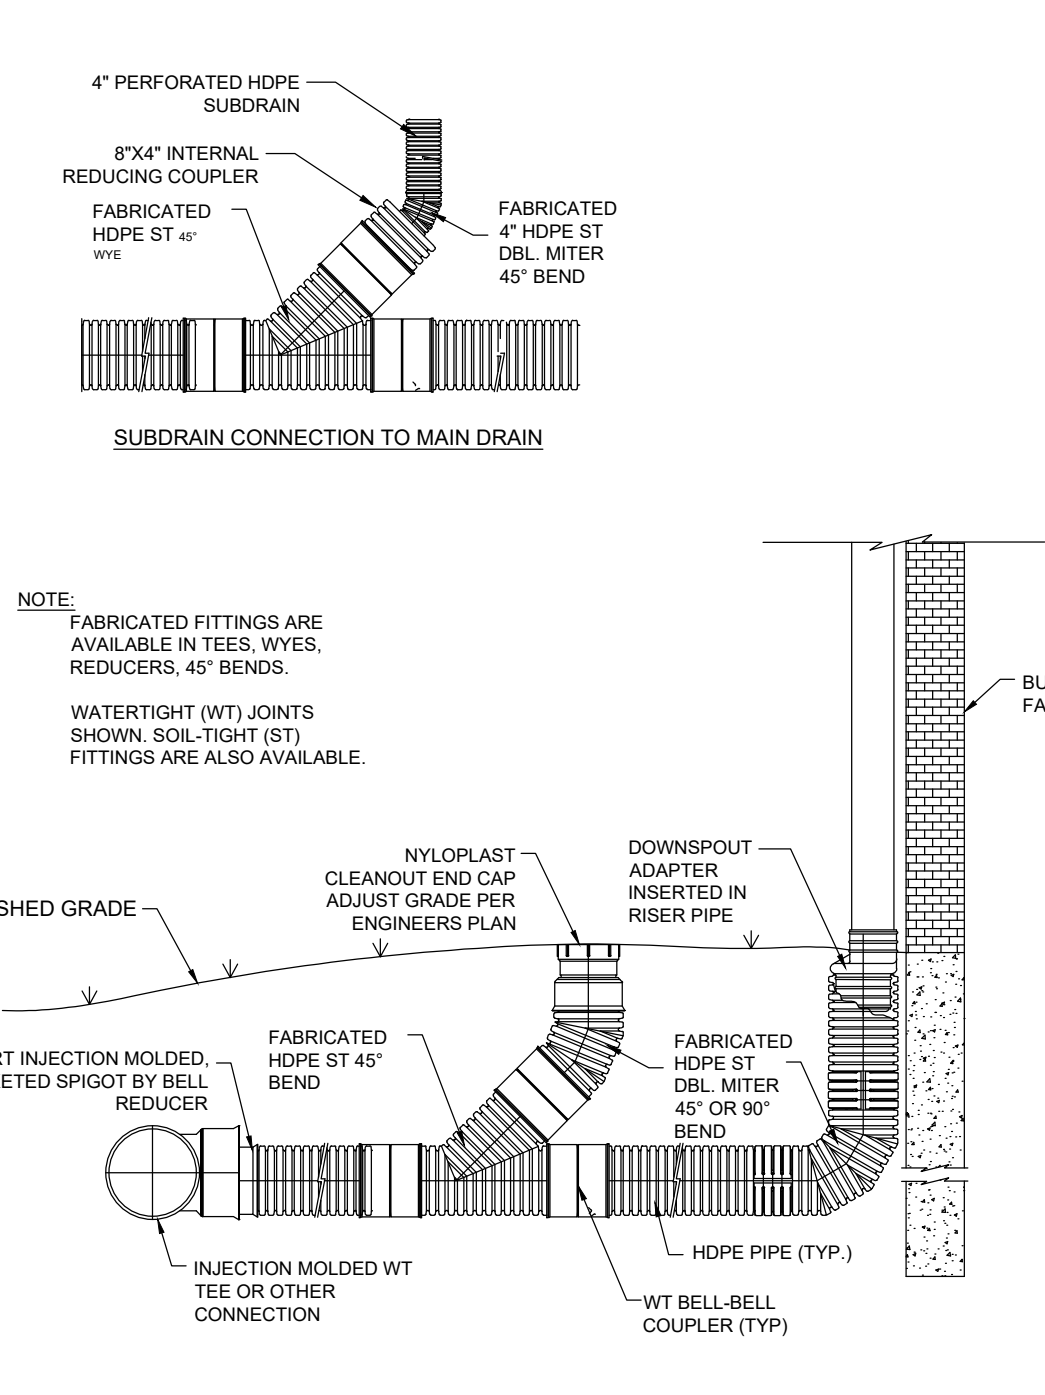 4" PERFORATED HDPE
SUBDRAIN
8"X4" INTERNAL
REDUCING COUPLER
FABRICATED
HDPE ST 45°
WYE
FABRICATED
4" HDPE ST
DBL. MITER
45° BEND
SUBDRAIN CONNECTION TO MAIN DRAIN
NOTE:
FABRICATED FITTINGS ARE
AVAILABLE IN TEES, WYES,
REDUCERS, 45° BENDS.
WATERTIGHT (WT) JOINTS
SHOWN. SOIL-TIGHT (ST)
FITTINGS ARE ALSO AVAILABLE.
BU
FA
NYLOPLAST
CLEANOUT END CAP
ADJUST GRADE PER
ENGINEERS PLAN
DOWNSPOUT
ADAPTER
INSERTED IN
RISER PIPE
SHED GRADE
FABRICATED
HDPE ST 45°
BEND
FABRICATED
HDPE ST
DBL. MITER
45° OR 90°
BEND
RT INJECTION MOLDED,
ETED SPIGOT BY BELL
REDUCER
INJECTION MOLDED WT
TEE OR OTHER
CONNECTION
HDPE PIPE (TYP.)
WT BELL-BELL
COUPLER (TYP)